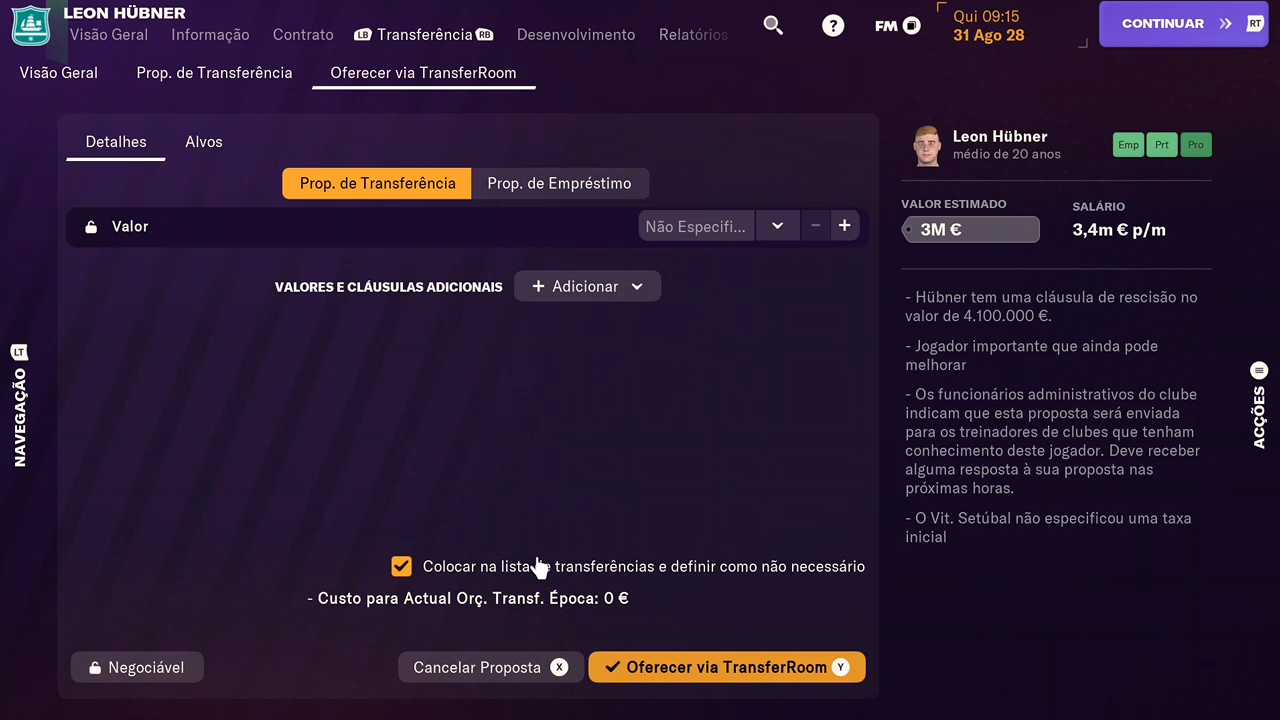 LEON HÜBNER
Visão Geral Informação Contrato LB Transferência RB Desenvolvimento Relatórios
? FM
Qui 09:15
31 Ago 28
CONTINUAR RT
Visão Geral Prop. de Transferência Oferecer via TransferRoom
Detalhes Alvos
Prop. de Transferência Prop. de Empréstimo
Valor Não Especifi... − +
VALORES E CLÁUSULAS ADICIONAIS + Adicionar
Colocar na lista de transferências e definir como não necessário
- Custo para Actual Orç. Transf. Época: 0 €
Negociável Cancelar Proposta X Oferecer via TransferRoom Y
LT
NAVEGAÇÃO
Leon Hübner
médio de 20 anos
Emp Prt Pro
VALOR ESTIMADO SALÁRIO
3M € 3,4m € p/m
- Hübner tem uma cláusula de rescisão no
valor de 4.100.000 €.
- Jogador importante que ainda pode
melhorar
- Os funcionários administrativos do clube
indicam que esta proposta será enviada
para os treinadores de clubes que tenham
conhecimento deste jogador. Deve receber
alguma resposta à sua proposta nas
próximas horas.
- O Vit. Setúbal não especificou uma taxa
inicial
ACÇÕES